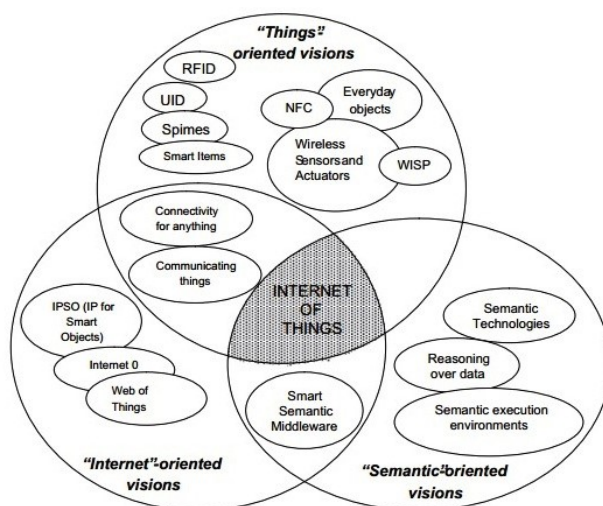 “Things”-
oriented visions
RFID
UID
Spimes
Smart Items
NFC
Everyday
objects
Wireless
Sensors and
Actuators
WISP
Connectivity
for anything
Communicating
things
INTERNET
OF
THINGS
IPSO (IP for
Smart
Objects)
Internet 0
Web of
Things
Semantic
Technologies
Reasoning
over data
Semantic execution
environments
Smart
Semantic
Middleware
“Internet”-oriented
visions
“Semantic”-oriented
visions